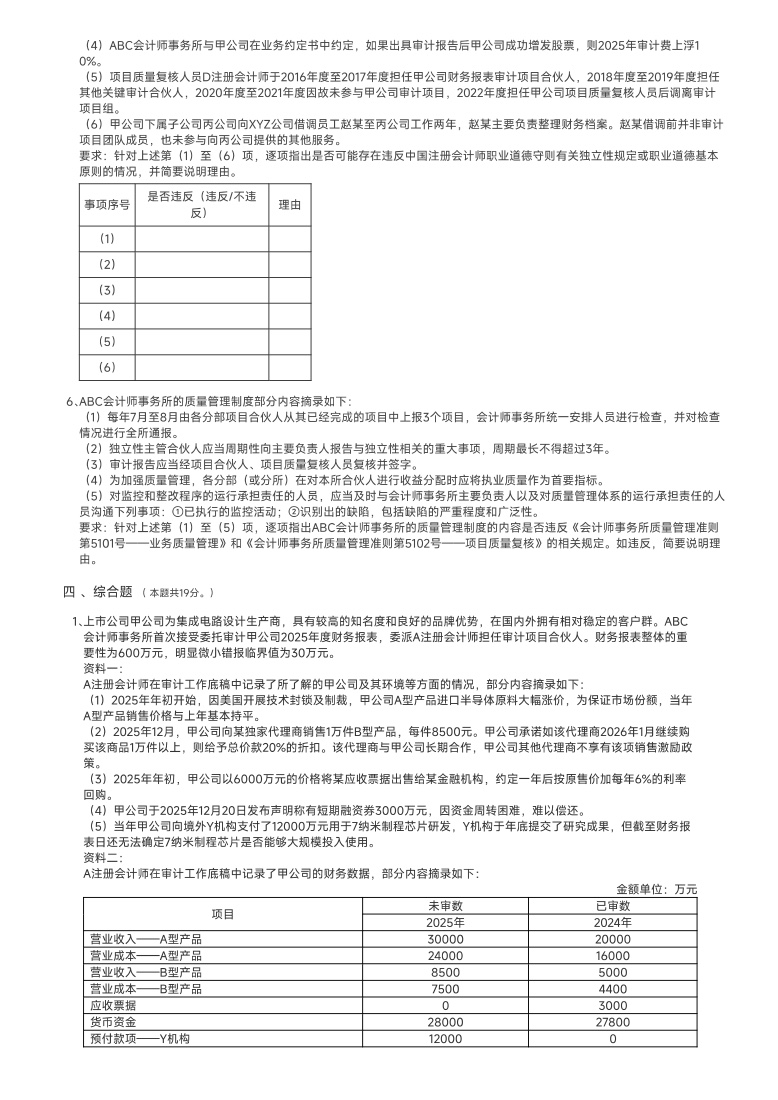 （4）ABC会计师事务所与甲公司在业务约定书中约定，如果出具审计报告后甲公司成功增发股票，则2025年审计费上浮1
0%。
（5）项目质量复核人员D注册会计师于2016年度至2017年度担任甲公司财务报表审计项目合伙人，2018年度至2019年度担任
其他关键审计合伙人，2020年度至2021年度因故未参与甲公司审计项目，2022年度担任甲公司项目质量复核人员后调离审计
项目组。
（6）甲公司下属子公司丙公司向XYZ公司借调员工赵某至丙公司工作两年，赵某主要负责整理财务档案。赵某借调前并非审计
项目团队成员，也未参与向丙公司提供的其他服务。
要求：针对上述第（1）至（6）项，逐项指出是否可能存在违反中国注册会计师职业道德守则有关独立性规定或职业道德基本
原则的情况，并简要说明理由。
事项序号 是否违反（违反/不违 理由
反）
（1）
（2）
（3）
（4）
（5）
（6）
6、ABC会计师事务所的质量管理制度部分内容摘录如下：
（1）每年7月至8月由各分部项目合伙人从其已经完成的项目中上报3个项目，会计师事务所统一安排人员进行检查，并对检查
情况进行全所通报。
（2）独立性主管合伙人应当周期性向主要负责人报告与独立性相关的重大事项，周期最长不得超过3年。
（3）审计报告应当经项目合伙人、项目质量复核人员复核并签字。
（4）为加强质量管理，各分部（或分所）在对本所合伙人进行收益分配时应将执业质量作为首要指标。
（5）对监控和整改程序的运行承担责任的人员，应当及时与会计师事务所主要负责人以及对质量管理体系的运行承担责任的人
员沟通下列事项：①已执行的监控活动；②识别出的缺陷，包括缺陷的严重程度和广泛性。
要求：针对上述第（1）至（5）项，逐项指出ABC会计师事务所的质量管理制度的内容是否违反《会计师事务所质量管理准则
第5101号——业务质量管理》和《会计师事务所质量管理准则第5102号——项目质量复核》的相关规定。如违反，简要说明理
由。
四 、综合题 （ 本题共19分。）
1、上市公司甲公司为集成电路设计生产商，具有较高的知名度和良好的品牌优势，在国内外拥有相对稳定的客户群。ABC
会计师事务所首次接受委托审计甲公司2025年度财务报表，委派A注册会计师担任审计项目合伙人。财务报表整体的重
要性为600万元，明显微小错报临界值为30万元。
资料一：
A注册会计师在审计工作底稿中记录了所了解的甲公司及其环境等方面的情况，部分内容摘录如下：
（1）2025年年初开始，因美国开展技术封锁及制裁，甲公司A型产品进口半导体原料大幅涨价，为保证市场份额，当年
A型产品销售价格与上年基本持平。
（2）2025年12月，甲公司向某独家代理商销售1万件B型产品，每件8500元。甲公司承诺如该代理商2026年1月继续购
买该商品1万件以上，则给予总价款20%的折扣。该代理商与甲公司长期合作，甲公司其他代理商不享有该项销售激励政
策。
（3）2025年年初，甲公司以6000万元的价格将某应收票据出售给某金融机构，约定一年后按原售价加每年6%的利率
回购。
（4）甲公司于2025年12月20日发布声明称有短期融资券3000万元，因资金周转困难，难以偿还。
（5）当年甲公司向境外Y机构支付了12000万元用于7纳米制程芯片研发，Y机构于年底提交了研究成果，但截至财务报
表日还无法确定7纳米制程芯片是否能够大规模投入使用。
资料二：
A注册会计师在审计工作底稿中记录了甲公司的财务数据，部分内容摘录如下：
金额单位：万元
项目 未审数 已审数
2025年 2024年
营业收入——A型产品 30000 20000
营业成本——A型产品 24000 16000
营业收入——B型产品 8500 5000
营业成本——B型产品 7500 4400
应收票据 0 3000
货币资金 28000 27800
预付款项——Y机构 12000 0